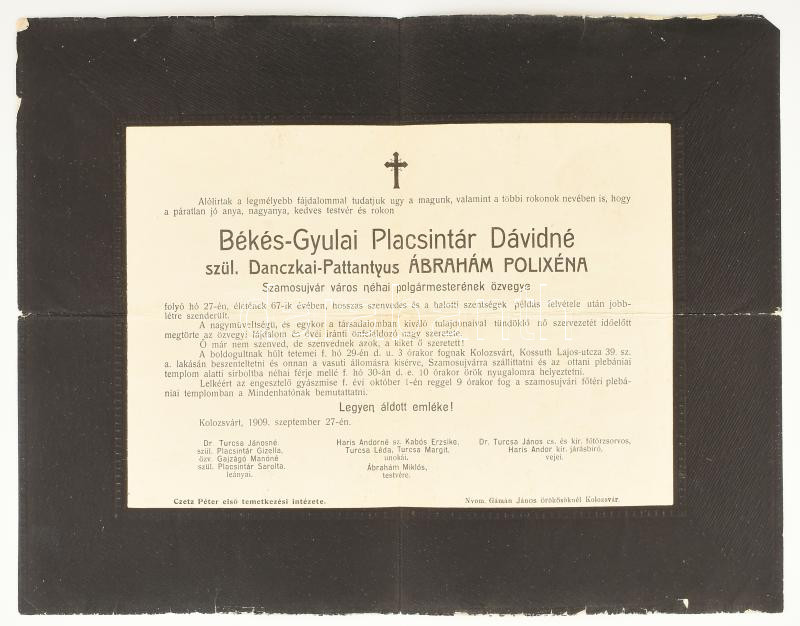 Alólirtak a legmélyebb fájdalommal tudatjuk ugy a magunk, valamint a többi rokonok nevében is, hogy
a páratlan jó anya, nagyanya, kedves testvér és rokon
Békés-Gyulai Placsintár Dávidné
szül. Danczkai-Pattantyus ÁBRAHÁM POLIXÉNA
Szamosujvár város néhai polgármesterének özvegye
folyó hó 27-én, életének 67-ik évében, hosszas szenvedés és a halotti szentségek példás felvétele után jobb-
létre szenderült.
A nagyműveltségü, és egykor a társadalomban kiváló tulajdonaival tündöklő nő szervezetét időelőtt
megtörte az özvegyi fájdalom és övéi iránti önfeláldozó nagy szeretete.
Ő már nem szenved, de szenvednek azok, a kiket ő szeretett!
A boldogultnak hült tetemei f. hó 29-én d. u. 3 órakor fognak Kolozsvárt, Kossuth Lajos-utcza 39. sz.
a. lakásán beszenteltetni és onnan a vasuti állomásra kisérve, Szamosujvárra szállittatni és az ottani plebániai
templom alatti sirboltba néhai férje mellé f. hó 30-án d. e. 10 órakor örök nyugalomra helyeztetni.
Lelkéért az engesztelő gyászmise f. évi október 1-én reggel 9 órakor fog a szamosujvári főtéri plebá-
niai templomban a Mindenhatónak bemutattatni.
Legyen áldott emléke!
Kolozsvárt, 1909. szeptember 27-én.
Dr. Turcsa Jánosné
szül. Placsintár Gizella,
özv. Gajzágó Manóné
szül. Placsintár Sarolta,
leányai.
Haris Andorné sz. Kabós Erzsike,
Turcsa Léda, Turcsa Margit,
unokái.
Ábrahám Miklós,
testvére.
Dr. Turcsa János cs. és kir. főtörzsorvos,
Haris Andor kir. járásbiró,
vejei.
Czetz Péter első temetkezési intézete.
Nyom. Gámán János örökösöknél Kolozsvár.